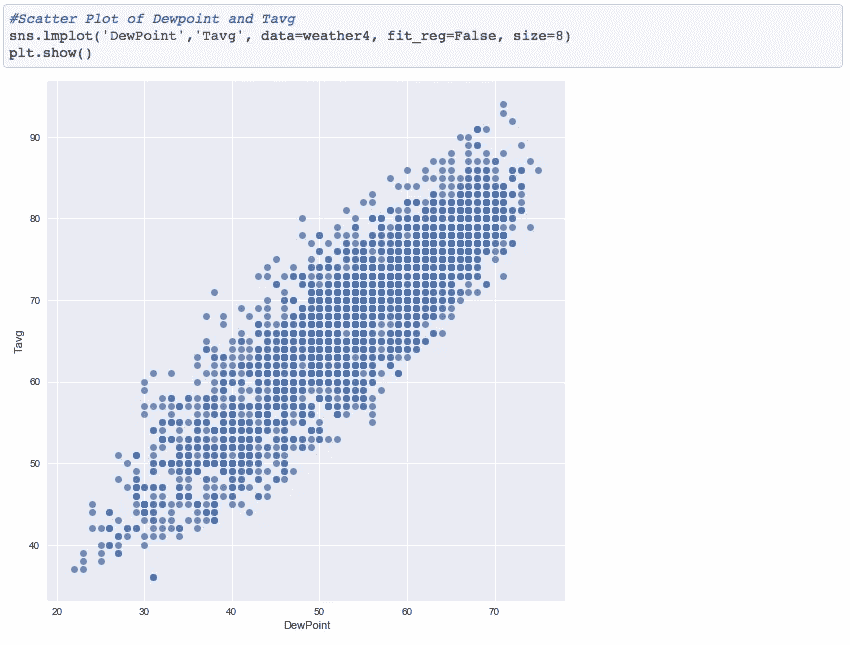 #Scatter Plot of Dewpoint and Tavg
sns.lmplot('DewPoint','Tavg', data=weather4, fit_reg=False, size=8)
plt.show()
90
80
70
60
50
40
Tavg
20 30 40 50 60 70
DewPoint